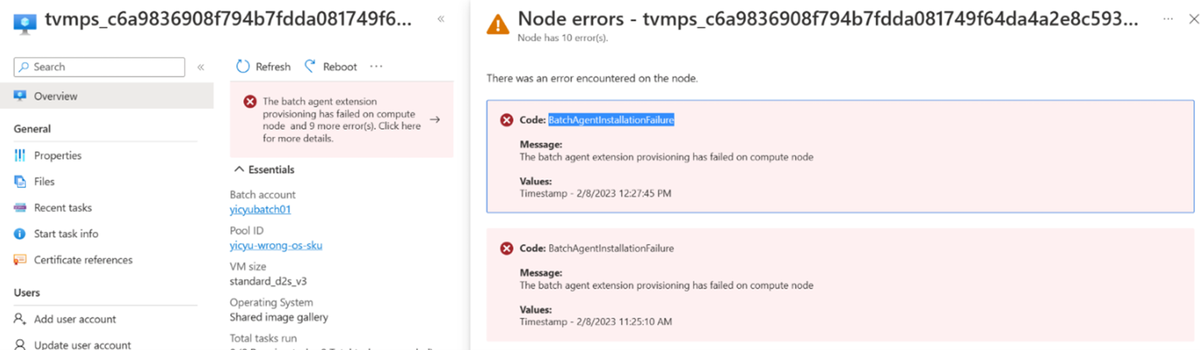 tvmps_c6a9836908f794b7fdda081749f6...
«
Search
«
Overview
General
Properties
Files
Recent tasks
Start task info
Certificate references
Users
Add user account
Update user account
Refresh
Reboot
...
The batch agent extension
provisioning has failed on compute
node and 9 more error(s). Click here
for more details.
Essentials
Batch account
yicyubatch01
Pool ID
yicyu-wrong-os-sku
VM size
standard_d2s_v3
Operating System
Shared image gallery
Total tasks run
Node errors - tvmps_c6a9836908f794b7fdda081749f64da4a2e8c593...
...
Node has 10 error(s).
There was an error encountered on the node.
Code: BatchAgentInstallationFailure
Message:
The batch agent extension provisioning has failed on compute node
Values:
Timestamp - 2/8/2023 12:27:45 PM
Code: BatchAgentInstallationFailure
Message:
The batch agent extension provisioning has failed on compute node
Values:
Timestamp - 2/8/2023 11:25:10 AM